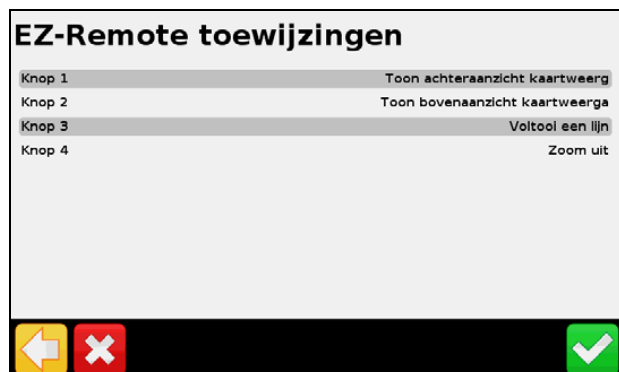 EZ-Remote toewijzingen
Knop 1 Toon achteraanzicht kaartweerg
Knop 2 Toon bovenaanzicht kaartweerga
Knop 3 Voltooi een lijn
Knop 4 Zoom uit